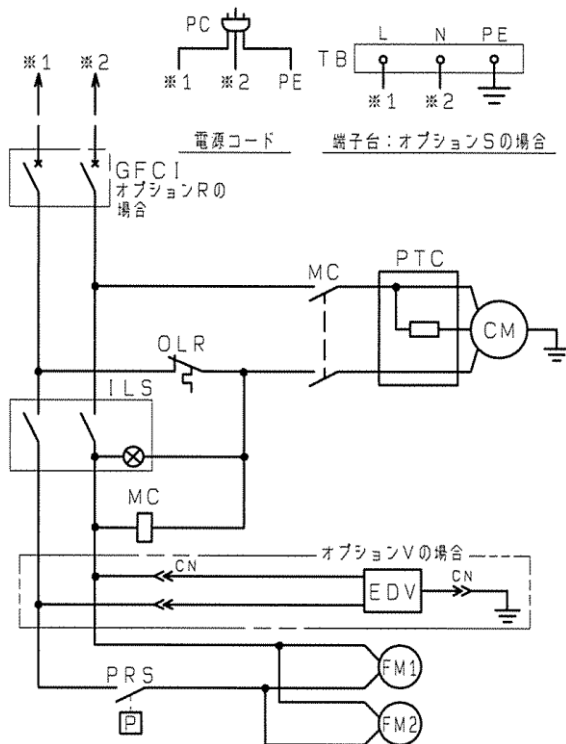 PC
※1
※2
PE
L
N
PE
TB
※1
※2
※1
※2
電源コード
端子台:オプションSの場合
GFCI
オプションRの
場合
MC
PTC
CM
OLR
ILS
MC
オプションVの場合
CN
EDV
CN
PRS
P
FM1
FM2